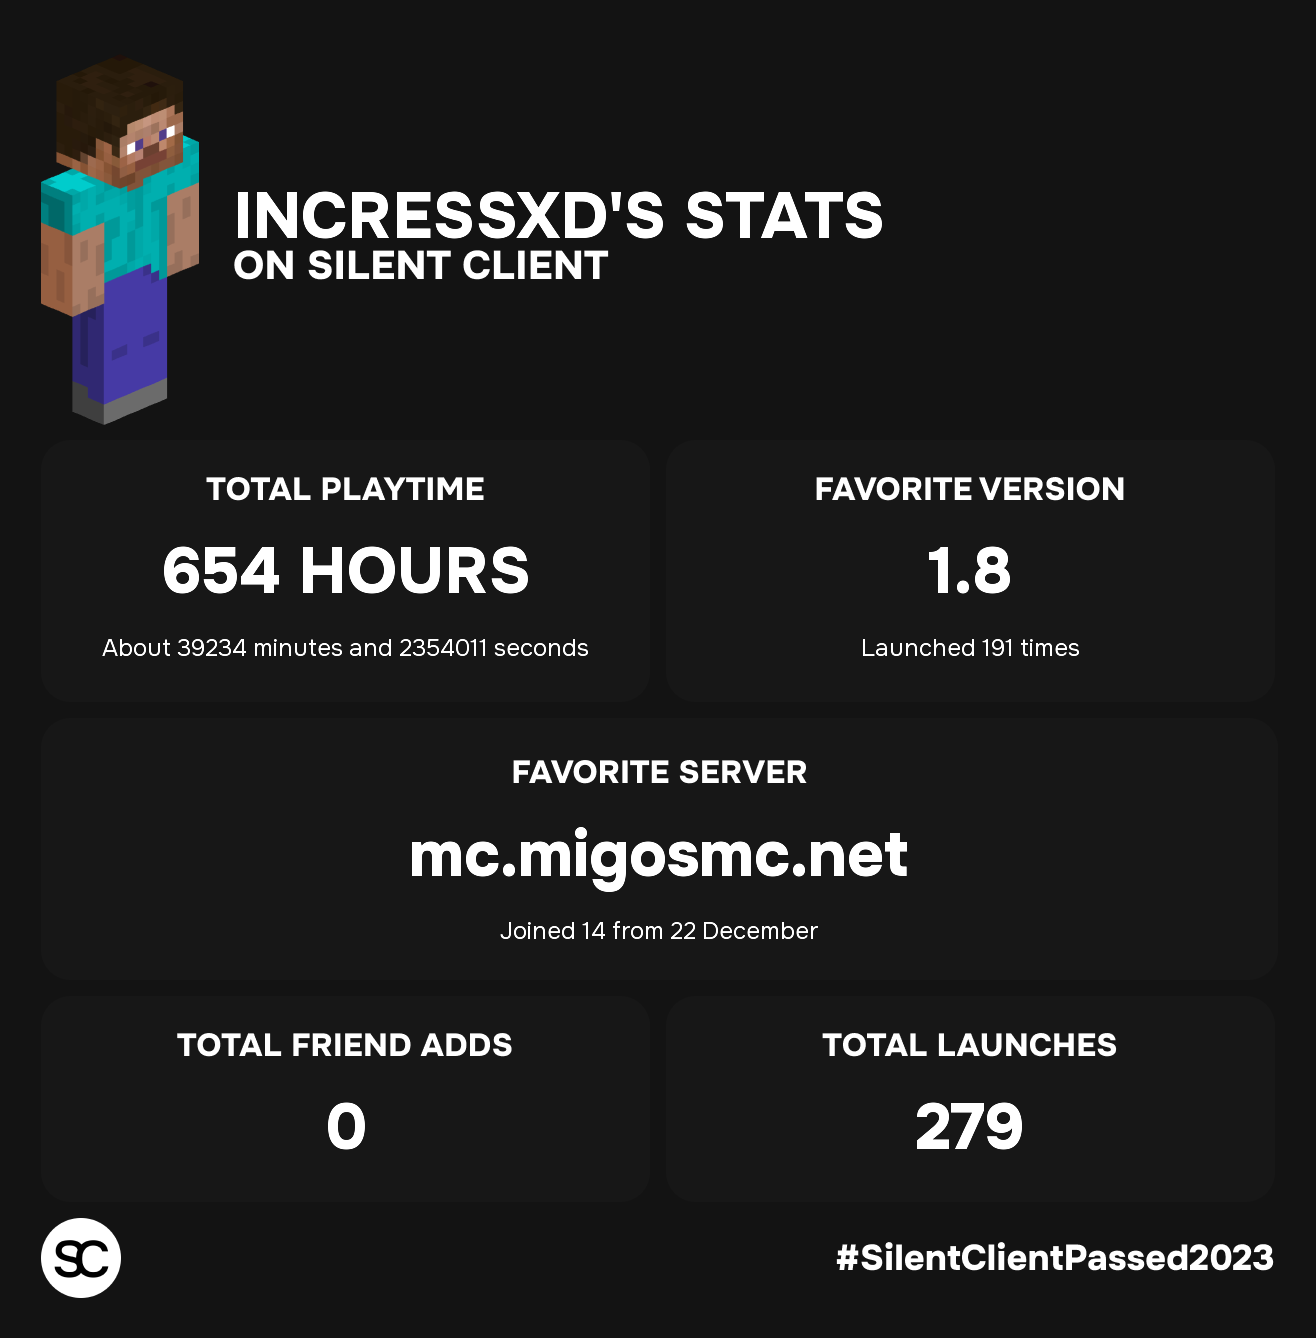 INCRESSXD'S STATS
ON SILENT CLIENT
TOTAL PLAYTIME
654 HOURS
About 39234 minutes and 2354011 seconds
FAVORITE VERSION
1.8
Launched 191 times
FAVORITE SERVER
mc.migosmc.net
Joined 14 from 22 December
TOTAL FRIEND ADDS
0
TOTAL LAUNCHES
279
SC
#SilentClientPassed2023